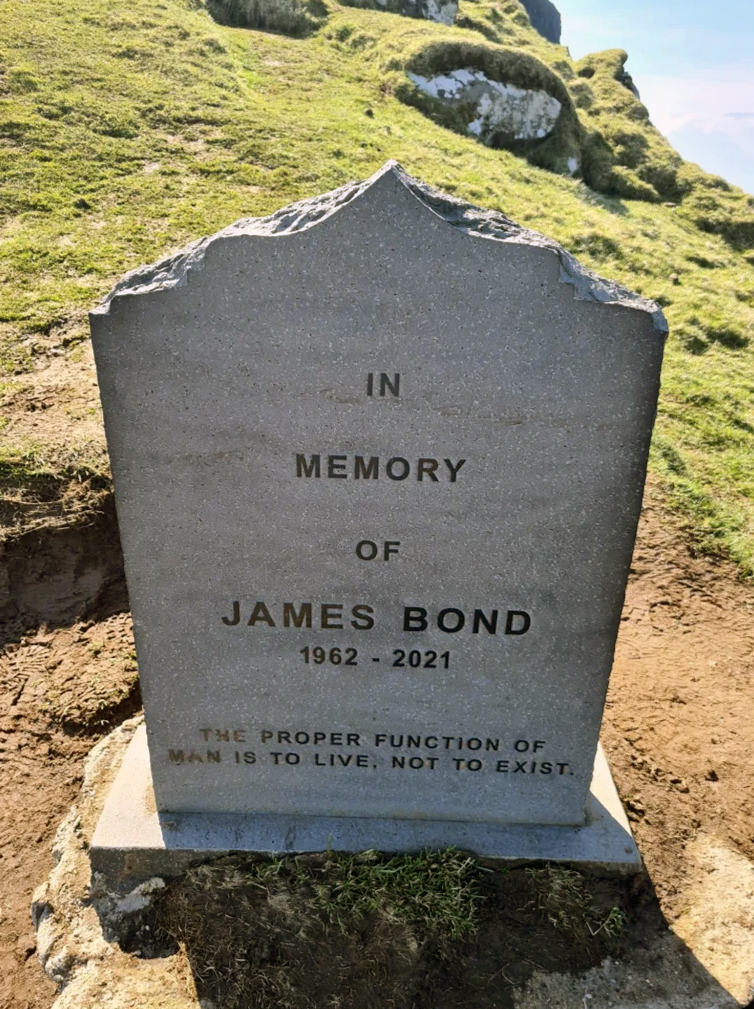 IN
MEMORY
OF
JAMES BOND
1962 - 2021
THE PROPER FUNCTION OF
MAN IS TO LIVE, NOT TO EXIST.